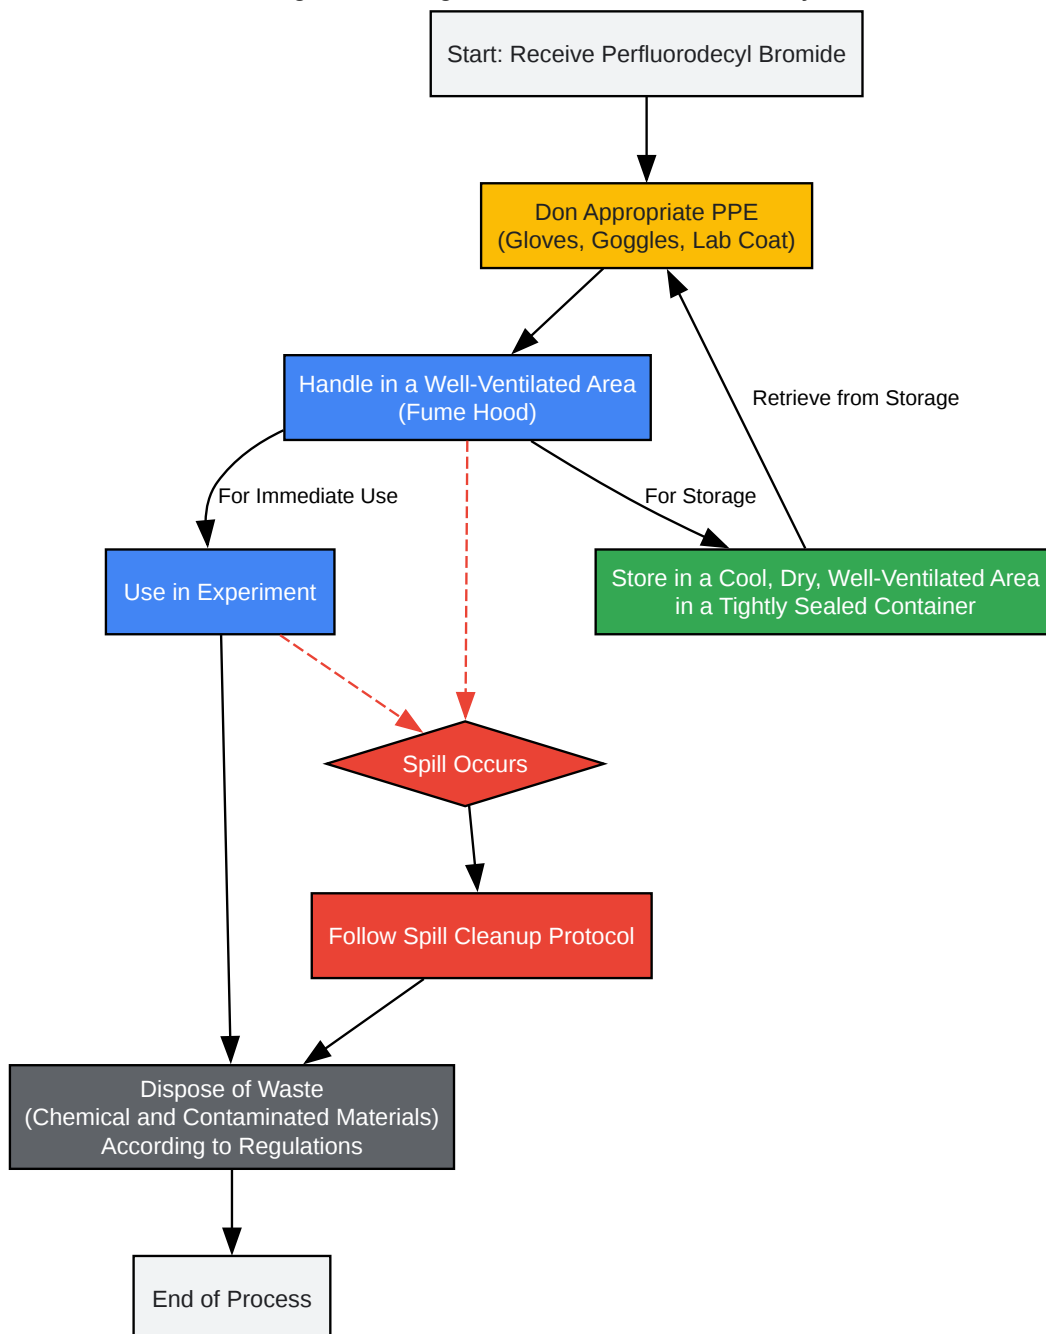 Start: Receive Perfluorodecyl Bromide
Don Appropriate PPE
(Gloves, Goggles, Lab Coat)
Handle in a Well-Ventilated Area
(Fume Hood)
Retrieve from Storage
For Immediate Use
For Storage
Use in Experiment
Store in a Cool, Dry, Well-Ventilated Area
in a Tightly Sealed Container
Spill Occurs
Follow Spill Cleanup Protocol
Dispose of Waste
(Chemical and Contaminated Materials)
According to Regulations
End of Process